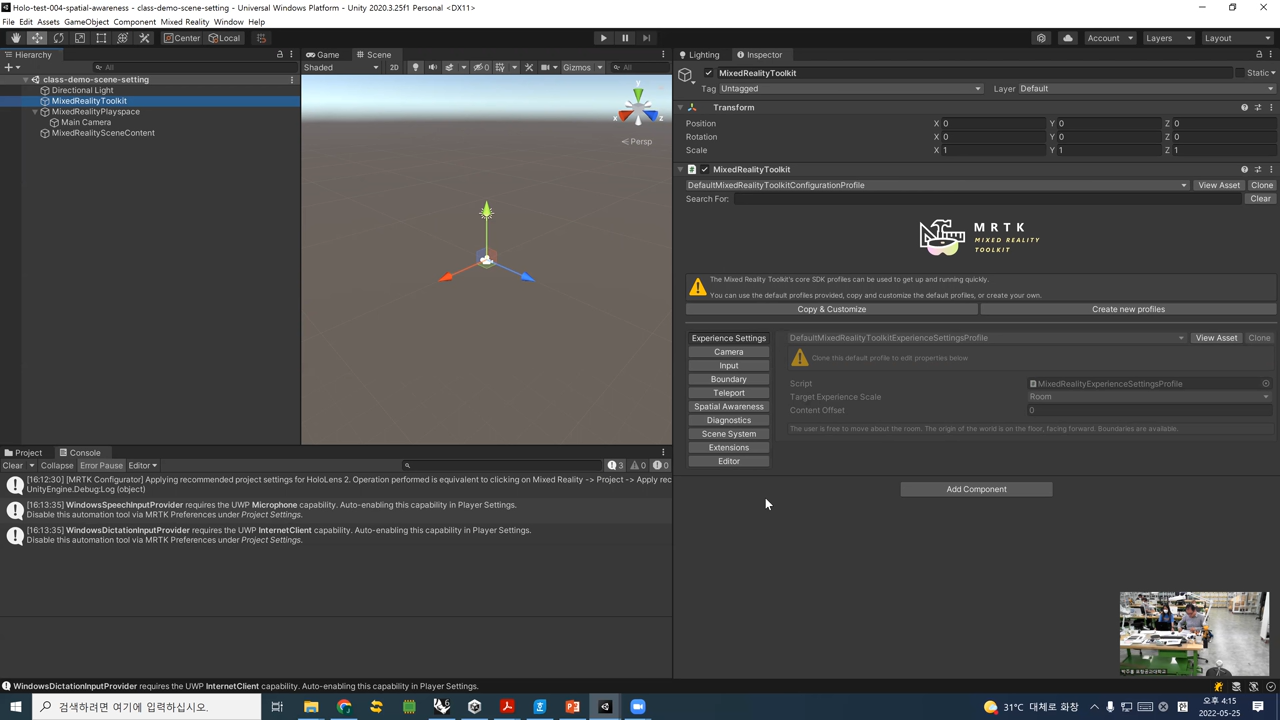 Holo-test-004-spatial-awareness - class-demo-scene-setting - Universal Windows Platform - Unity 2020.3.25f1 Personal <DX11>
File Edit Assets GameObject Component Mixed Reality Window Help
Center Local
Account Layers Layout
Hierarchy
All
class-demo-scene-setting
Directional Light
MixedRealityToolkit
MixedRealityPlayspace
Main Camera
MixedRealitySceneContent
Game Scene
Shaded 2D 0 Gizmos All
y
x z
Persp
Lighting Inspector
MixedRealityToolkit Static
Tag Untagged Layer Default
Transform
Position X 0 Y 0 Z 0
Rotation X 0 Y 0 Z 0
Scale X 1 Y 1 Z 1
MixedRealityToolkit
DefaultMixedRealityToolkitConfigurationProfile View Asset Clone
Search For: Clear
MRTK
MIXED REALITY
TOOLKIT
The Mixed Reality Toolkit's core SDK profiles can be used to get up and running quickly.
You can use the default profiles provided, copy and customize the default profiles, or create your own.
Copy & Customize Create new profiles
Experience Settings
Camera
Input
Boundary
Teleport
Spatial Awareness
Diagnostics
Scene System
Extensions
Editor
DefaultMixedRealityToolkitExperienceSettingsProfile View Asset Clone
Clone this default profile to edit properties below
Script MixedRealityExperienceSettingsProfile
Target Experience Scale Room
Content Offset 0
The user is free to move about the room. The origin of the world is on the floor, facing forward. Boundaries are available.
Add Component
Project Console
Clear Collapse Error Pause Editor 3 0 0
[16:12:30] [MRTK Configurator] Applying recommended project settings for HoloLens 2. Operation performed is equivalent to clicking on Mixed Reality -> Project -> Apply rec
UnityEngine.Debug:Log (object)
[16:13:35] WindowsSpeechInputProvider requires the UWP Microphone capability. Auto-enabling this capability in Player Settings.
Disable this automation tool via MRTK Preferences under Project Settings.
[16:13:35] WindowsDictationInputProvider requires the UWP InternetClient capability. Auto-enabling this capability in Player Settings.
Disable this automation tool via MRTK Preferences under Project Settings.
WindowsDictationInputProvider requires the UWP InternetClient capability. Auto-enabling this capability in Player Settings.
검색하려면 여기에 입력하십시오.
31°C 대체로 화창
오후 4:15
2022-05-25